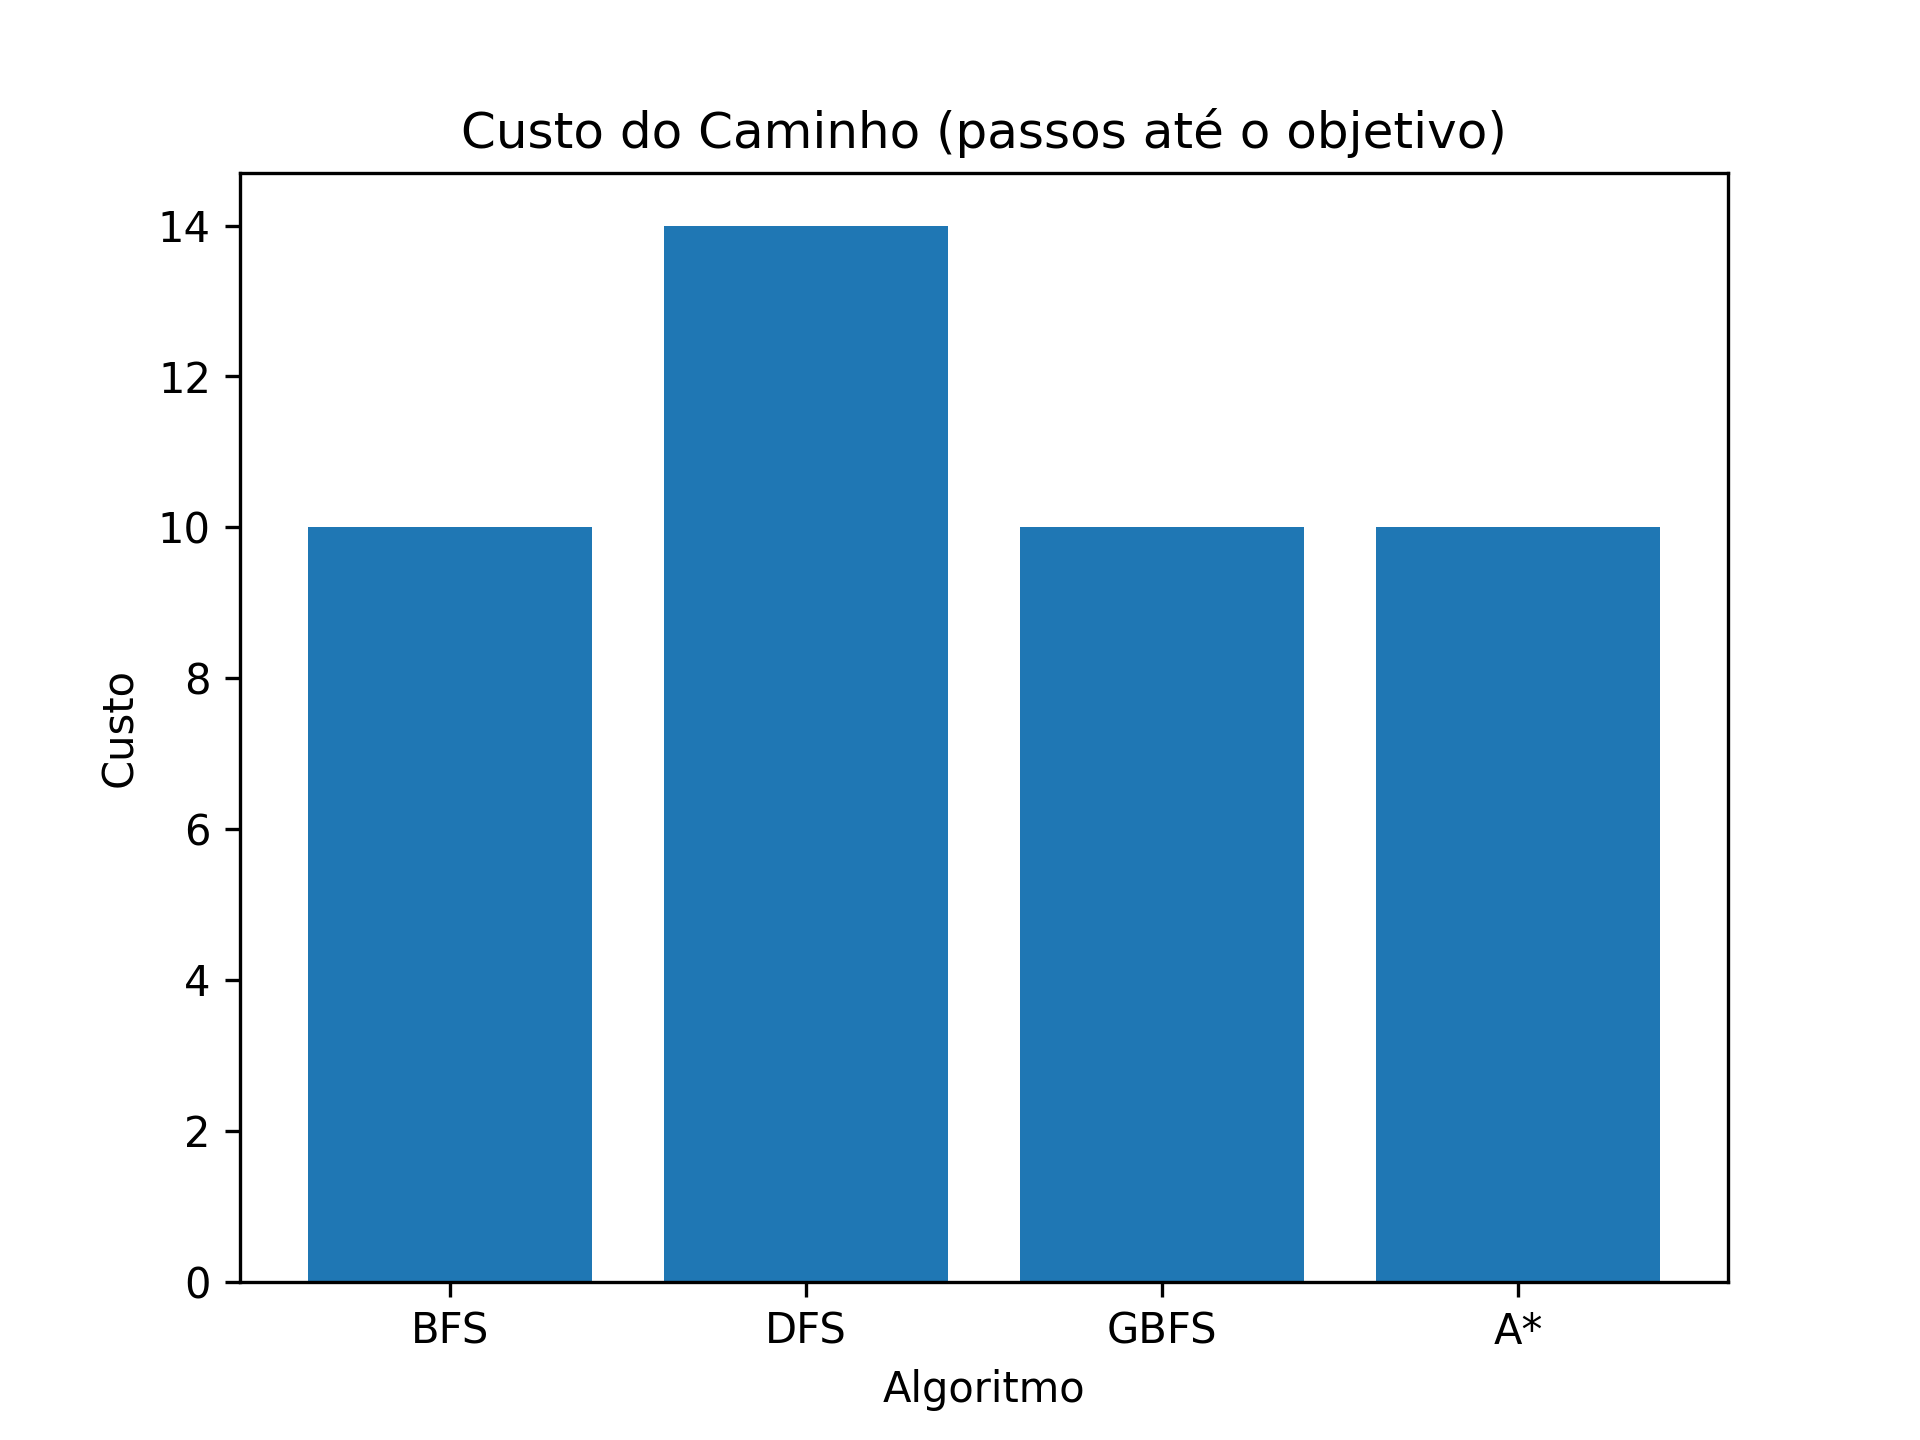 Custo do Caminho (passos até o objetivo)
14
12
10
8
6
4
2
0
Custo
BFS DFS GBFS A*
Algoritmo